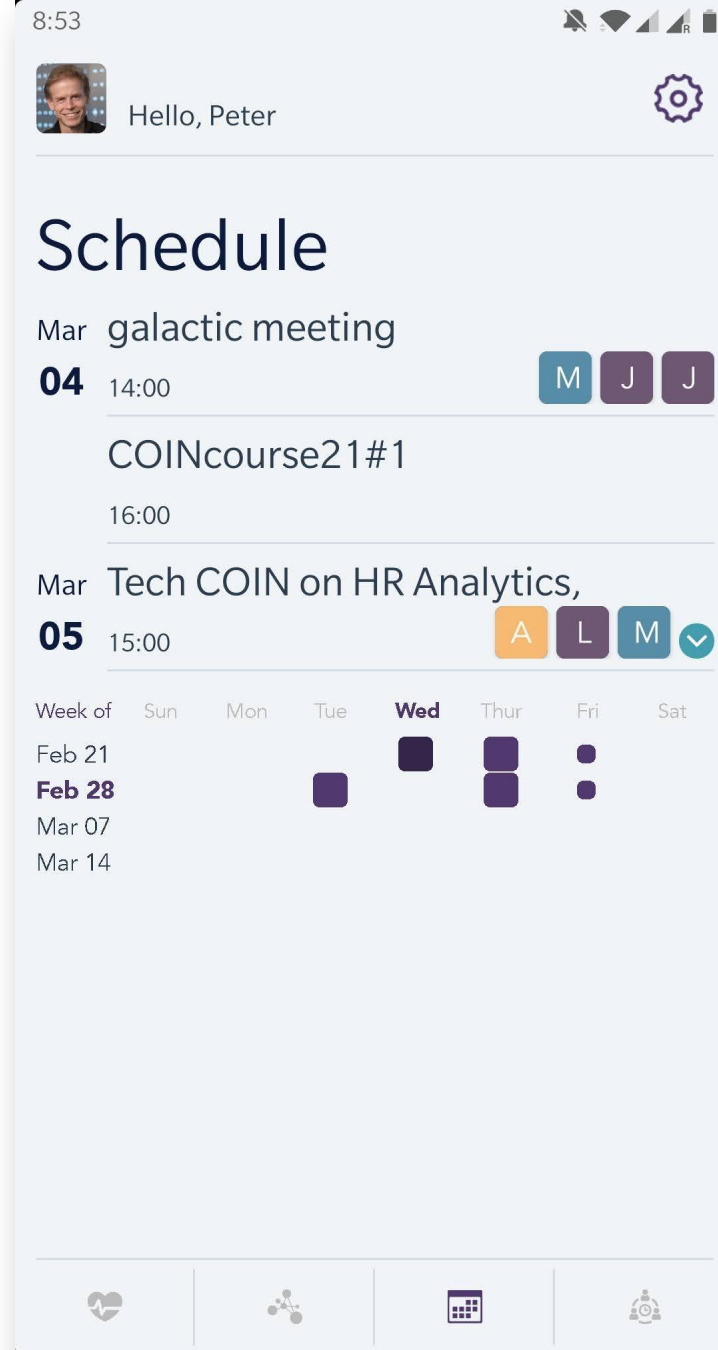 8:53
R
Hello, Peter
Schedule
Mar galactic meeting
04 14:00 M J J
COINcourse21#1
16:00
Mar Tech COIN on HR Analytics,
05 15:00 A L M
Week of Sun Mon Tue Wed Thur Fri Sat
Feb 21
Feb 28
Mar 07
Mar 14